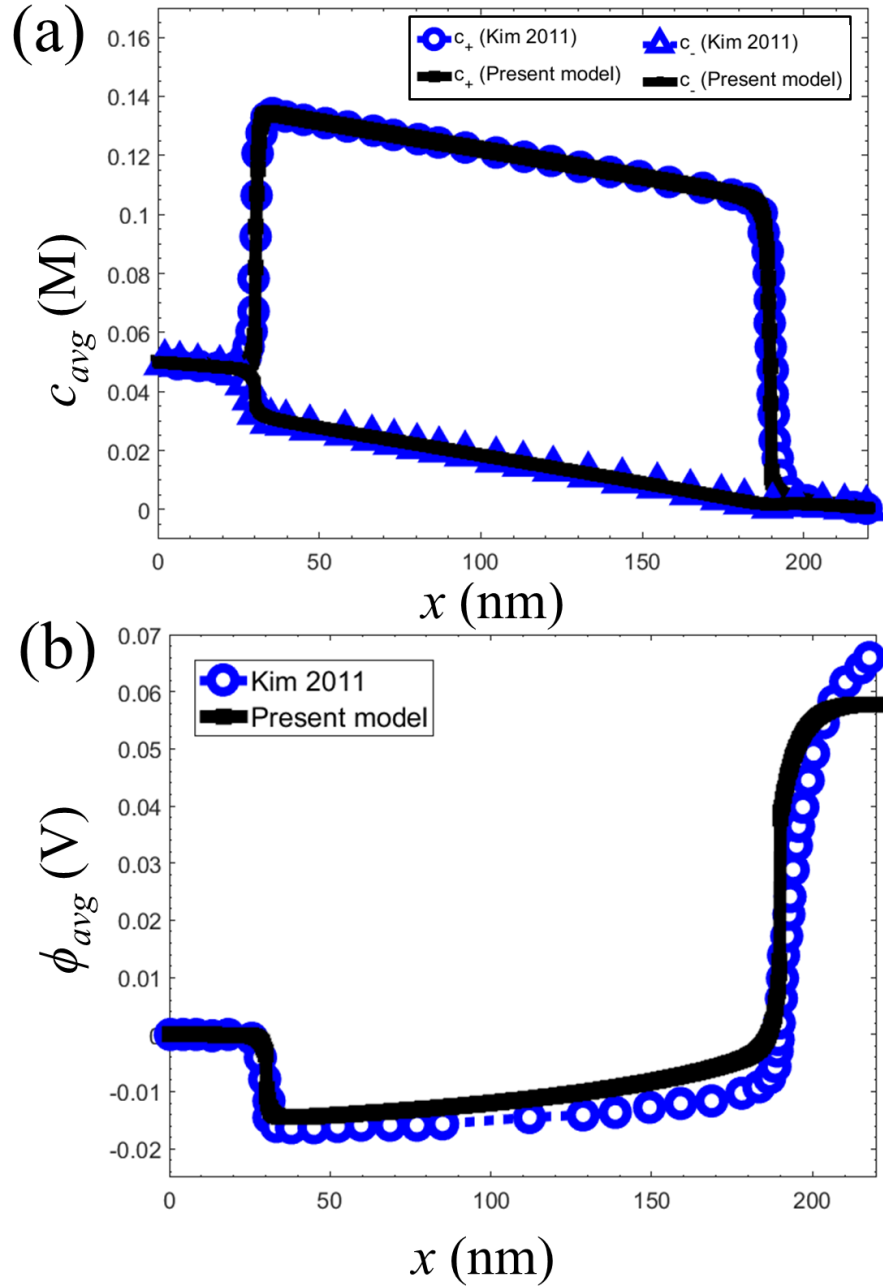 (a)
c+ (Kim 2011)
c- (Kim 2011)
c+ (Present model)
c- (Present model)
0.16
0.14
0.12
0.1
0.08
0.06
0.04
0.02
0
c_avg (M)
0 50 100 150 200
x (nm)
(b)
Kim 2011
Present model
0.07
0.06
0.05
0.04
0.03
0.02
0.01
0
-0.01
-0.02
ϕ_avg (V)
0 50 100 150 200
x (nm)